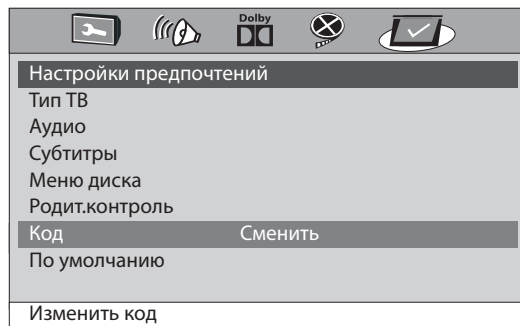 Dolby
Настройки предпочтений
Тип ТВ
Аудио
Субтитры
Меню диска
Родит.контроль
Код Сменить
По умолчанию
Изменить код